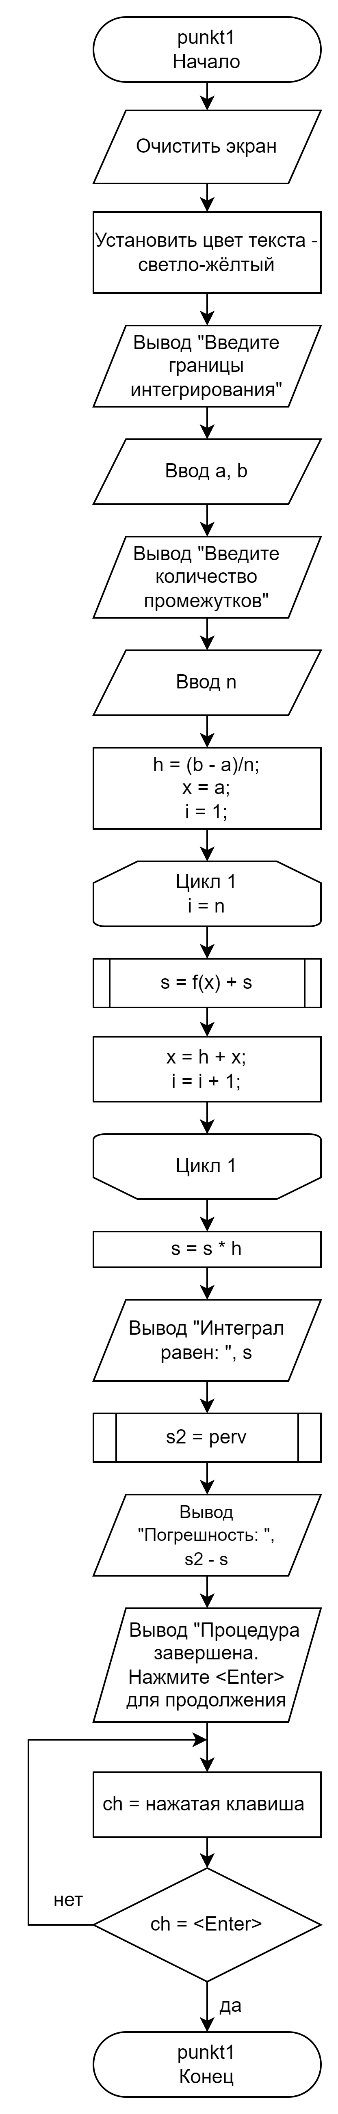 punkt1
Начало
Очистить экран
Установить цвет текста -
светло-жёлтый
Вывод "Введите
границы
интегрирования"
Ввод a, b
Вывод "Введите
количество
промежутков"
Ввод n
h = (b - a)/n;
x = a;
i = 1;
Цикл 1
i = n
s = f(x) + s
x = h + x;
i = i + 1;
Цикл 1
s = s * h
Вывод "Интеграл
равен: ", s
s2 = perv
Вывод
"Погрешность: ",
s2 - s
Вывод "Процедура
завершена.
Нажмите <Enter>
для продолжения
ch = нажатая клавиша
нет
ch = <Enter>
да
punkt1
Конец